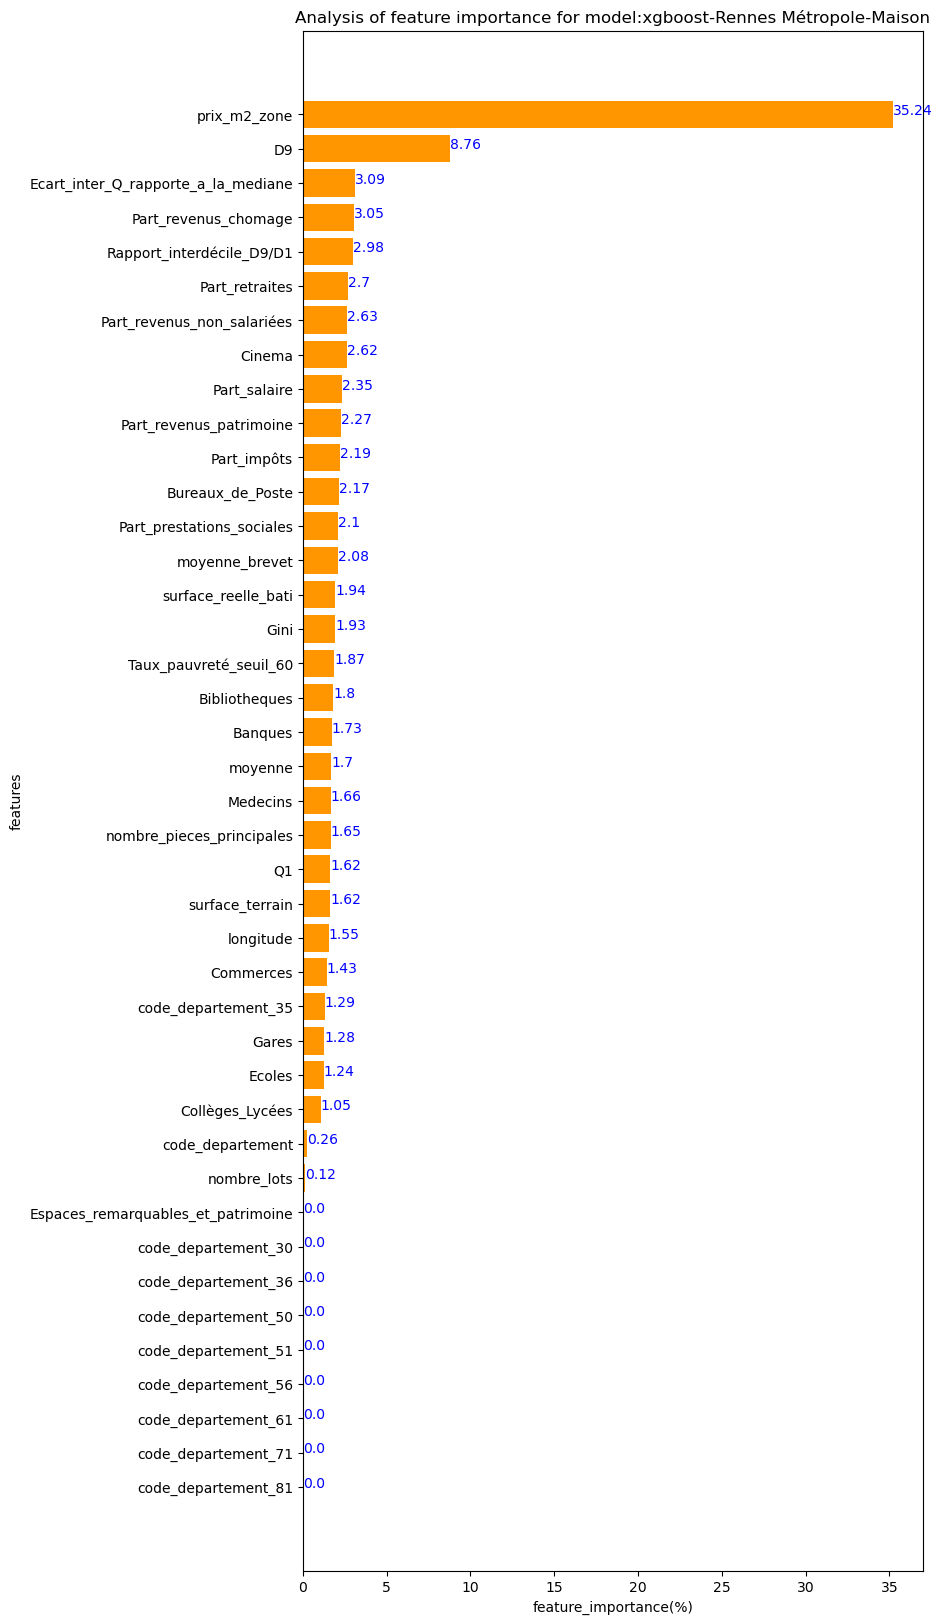 Analysis of feature importance for model:xgboost-Rennes Métropole-Maison
prix_m2_zone 35.24
D9 8.76
Ecart_inter_Q_rapporte_a_la_mediane 3.09
Part_revenus_chomage 3.05
Rapport_interdécile_D9/D1 2.98
Part_retraites 2.7
Part_revenus_non_salariées 2.63
Cinema 2.62
Part_salaire 2.35
Part_revenus_patrimoine 2.27
Part_impôts 2.19
Bureaux_de_Poste 2.17
Part_prestations_sociales 2.1
moyenne_brevet 2.08
surface_reelle_bati 1.94
Gini 1.93
Taux_pauvreté_seuil_60 1.87
Bibliotheques 1.8
Banques 1.73
moyenne 1.7
Medecins 1.66
nombre_pieces_principales 1.65
Q1 1.62
surface_terrain 1.62
longitude 1.55
Commerces 1.43
code_departement_35 1.29
Gares 1.28
Ecoles 1.24
Collèges_Lycées 1.05
code_departement 0.26
nombre_lots 0.12
Espaces_remarquables_et_patrimoine 0.0
code_departement_30 0.0
code_departement_36 0.0
code_departement_50 0.0
code_departement_51 0.0
code_departement_56 0.0
code_departement_61 0.0
code_departement_71 0.0
code_departement_81 0.0
features
0 5 10 15 20 25 30 35
feature_importance(%)